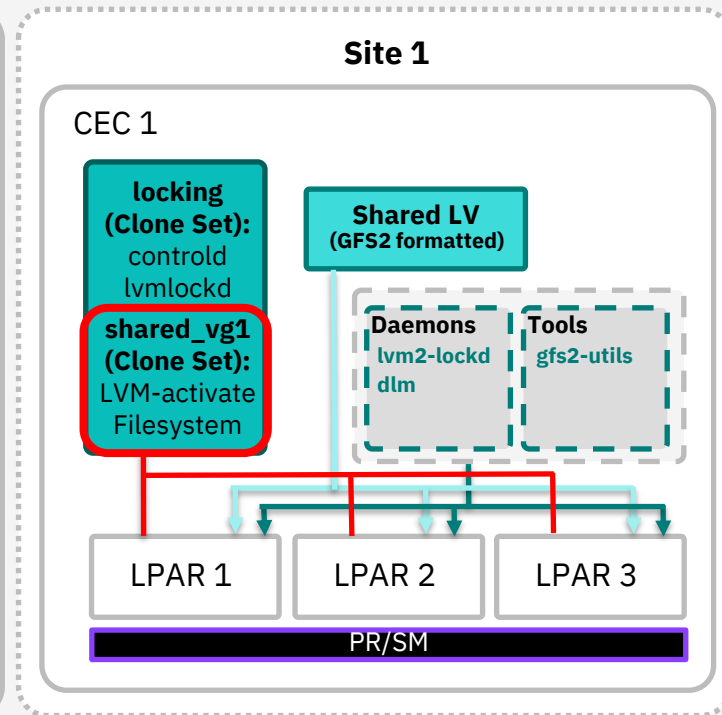 Site 1
CEC 1
locking
(Clone Set):
controld
lvmlockd
shared_vg1
(Clone Set):
LVM-activate
Filesystem
Shared LV
(GFS2 formatted)
Daemons
lvm2-lockd
dlm
Tools
gfs2-utils
LPAR 1
LPAR 2
LPAR 3
PR/SM